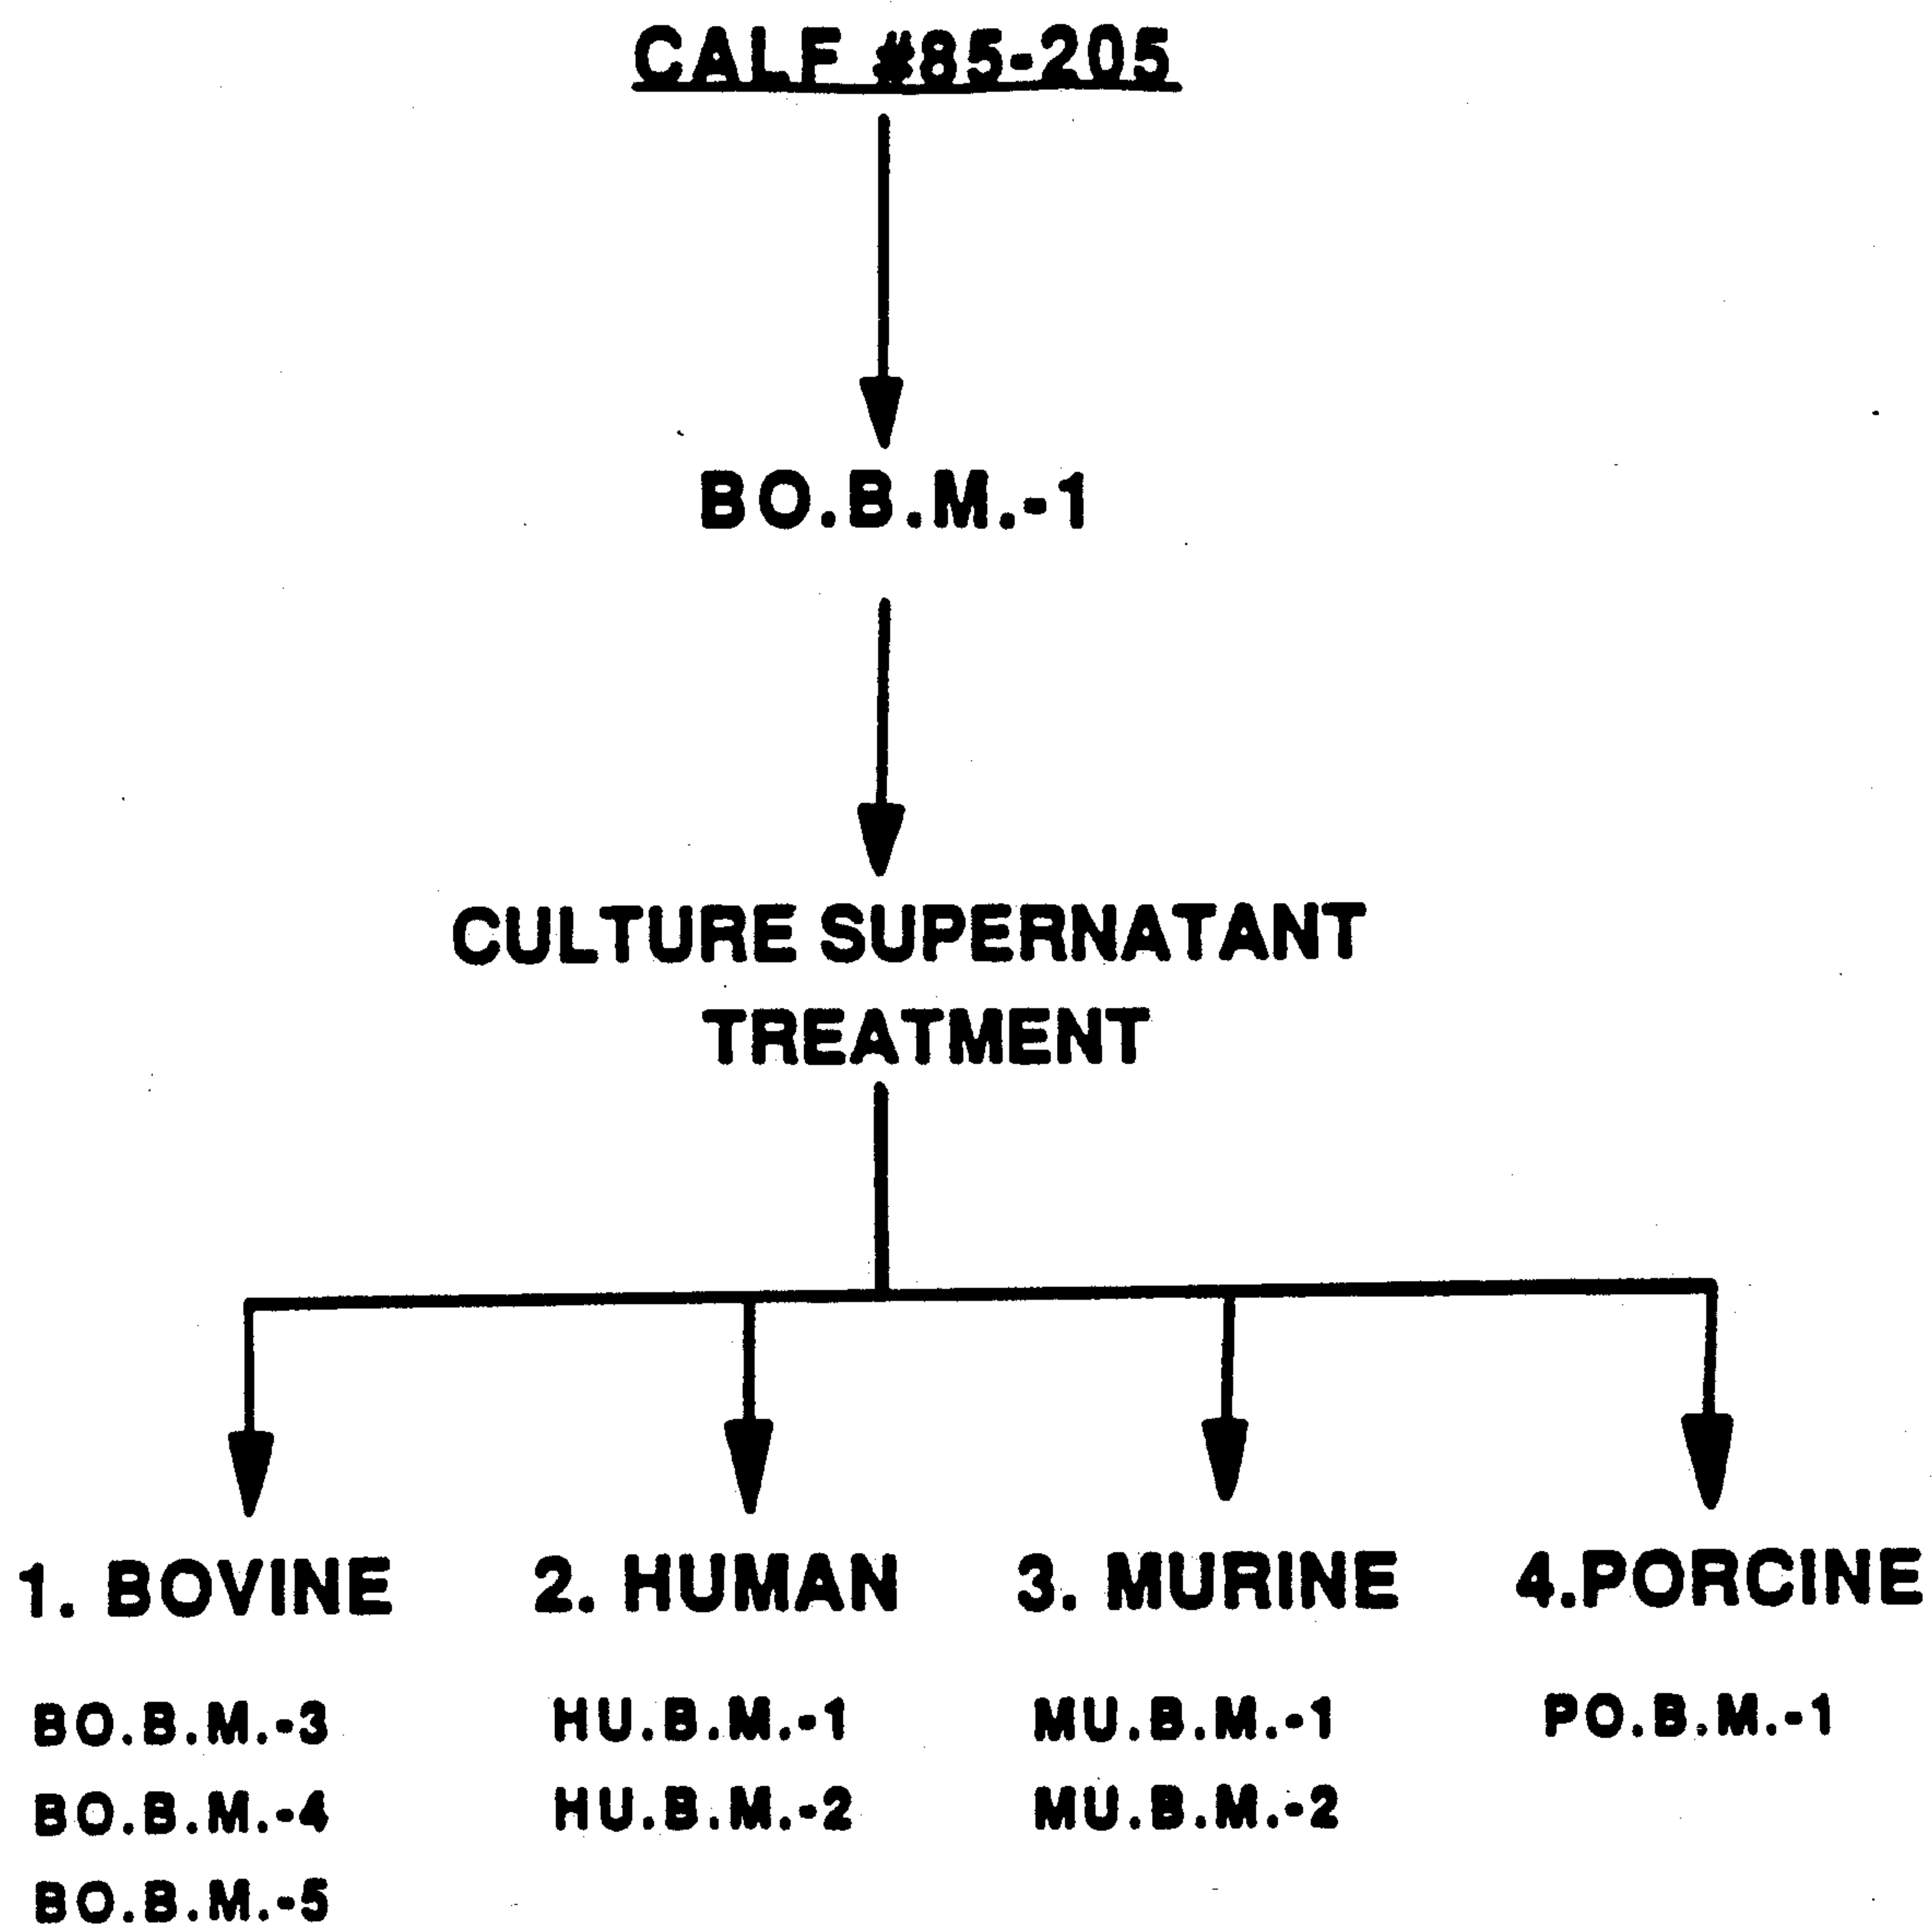 CALF #85-205
BO.B.M.-1
CULTURE SUPERNATANT
TREATMENT
1. BOVINE
BO.B.M.-3
BO.B.M.-4
BO.B.M.-5
2. HUMAN
HU.B.M.-1
HU.B.M.-2
3. MURINE
MU.B.M.-1
MU.B.M.-2
4.PORCINE
PO.B.M.-1